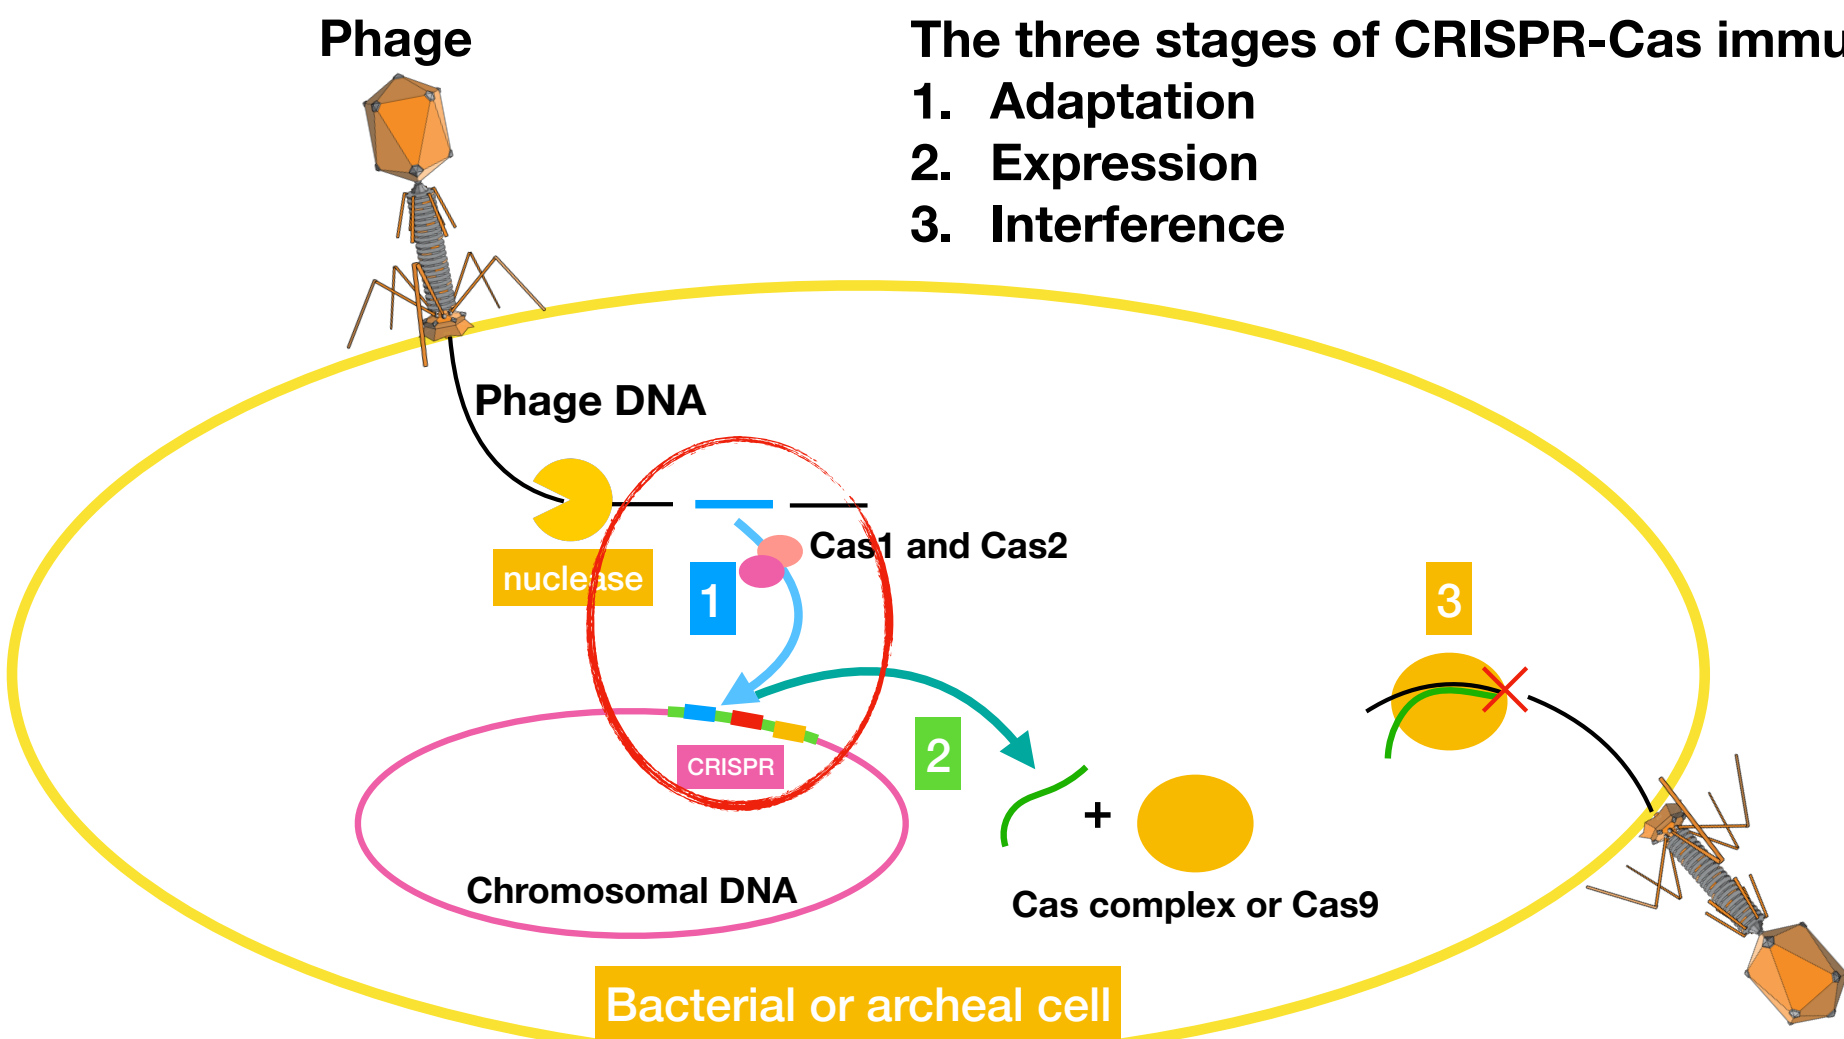 Phage
The three stages of CRISPR-Cas immu
1. Adaptation
2. Expression
3. Interference
Phage DNA
Cas1 and Cas2
nuclease
1
3
2
CRISPR
+
Chromosomal DNA
Cas complex or Cas9
Bacterial or archeal cell